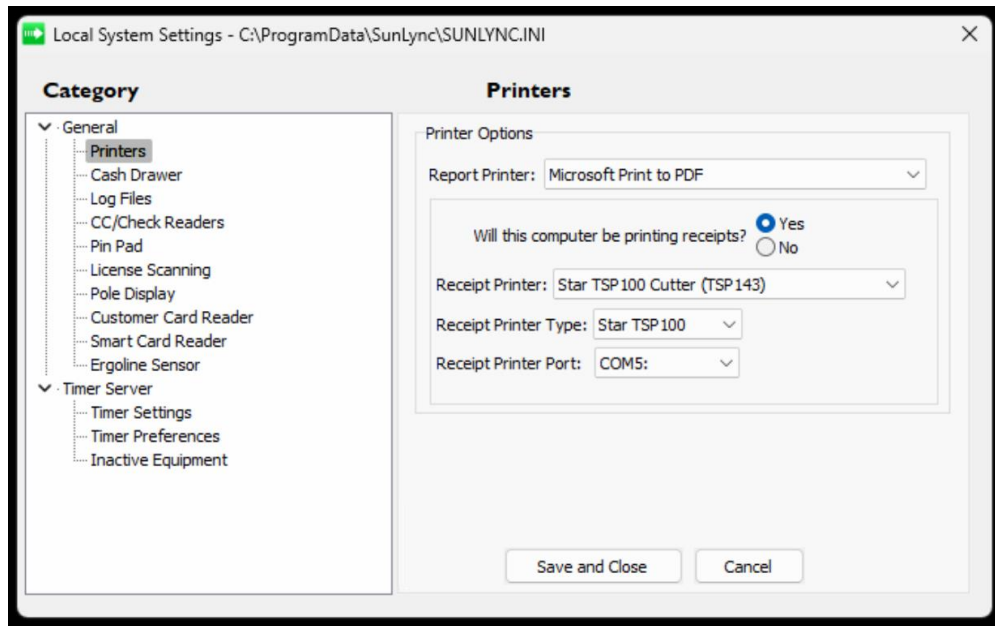 Local System Settings - C:\ProgramData\SunLync\SUNLYNC.INI
Category
General
Printers
Cash Drawer
Log Files
CC/Check Readers
Pin Pad
License Scanning
Pole Display
Customer Card Reader
Smart Card Reader
Ergoline Sensor
Timer Server
Timer Settings
Timer Preferences
Inactive Equipment
Printers
Printer Options
Report Printer: Microsoft Print to PDF
Will this computer be printing receipts? Yes
No
Receipt Printer: Star TSP100 Cutter (TSP143)
Receipt Printer Type: Star TSP100
Receipt Printer Port: COM5:
Save and Close Cancel